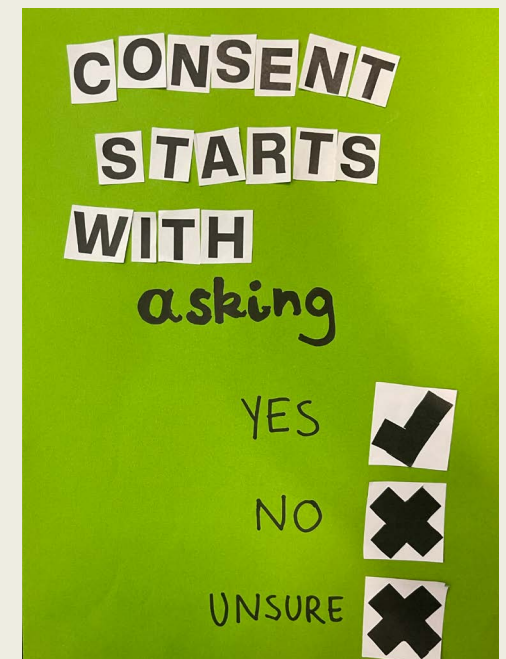 CONSENT
STARTS
WITH
asking
YES
NO
UNSURE